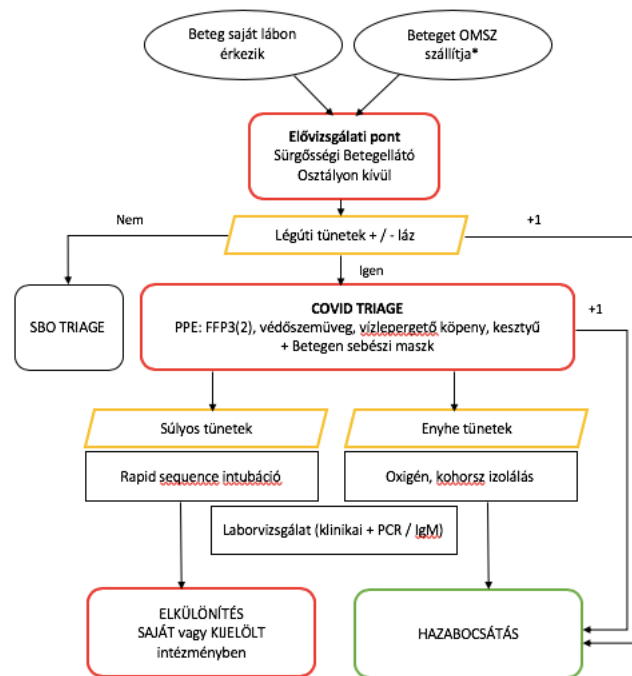 Beteg saját lábon
érkezik
Beteget OMSZ
szállítja*
Elővizsgálati pont
Sürgősségi Betegellátó
Osztályon kívül
Nem
Légúti tünetek + / - láz
+1
Igen
SBO TRIAGE
COVID TRIAGE
PPE: FFP3(2), védőszemüveg, vízlepergető köpeny, kesztyű
+ Betegen sebészi maszk
+1
Súlyos tünetek
Enyhe tünetek
Rapid sequence intubáció
Oxigén, kohorsz izolálás
Laborvizsgálat (klinikai + PCR / IgM)
ELKÜLÖNÍTÉS
SAJÁT vagy KIJELÖLT
intézményben
HAZABOCSÁTÁS